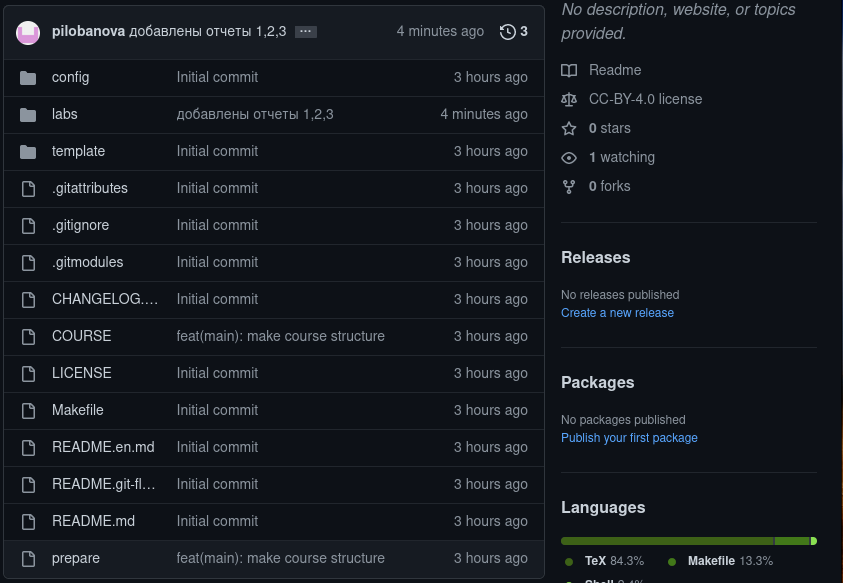 pilobanova добавлены отчеты 1,2,3 ... 4 minutes ago 3
config Initial commit 3 hours ago
labs добавлены отчеты 1,2,3 4 minutes ago
template Initial commit 3 hours ago
.gitattributes Initial commit 3 hours ago
.gitignore Initial commit 3 hours ago
.gitmodules Initial commit 3 hours ago
CHANGELOG.... Initial commit 3 hours ago
COURSE feat(main): make course structure 3 hours ago
LICENSE Initial commit 3 hours ago
Makefile Initial commit 3 hours ago
README.en.md Initial commit 3 hours ago
README.git-fl... Initial commit 3 hours ago
README.md Initial commit 3 hours ago
prepare feat(main): make course structure 3 hours ago
No description, website, or topics
provided.
Readme
CC-BY-4.0 license
0 stars
1 watching
0 forks
Releases
No releases published
Create a new release
Packages
No packages published
Publish your first package
Languages
TeX 84.3% Makefile 13.3%